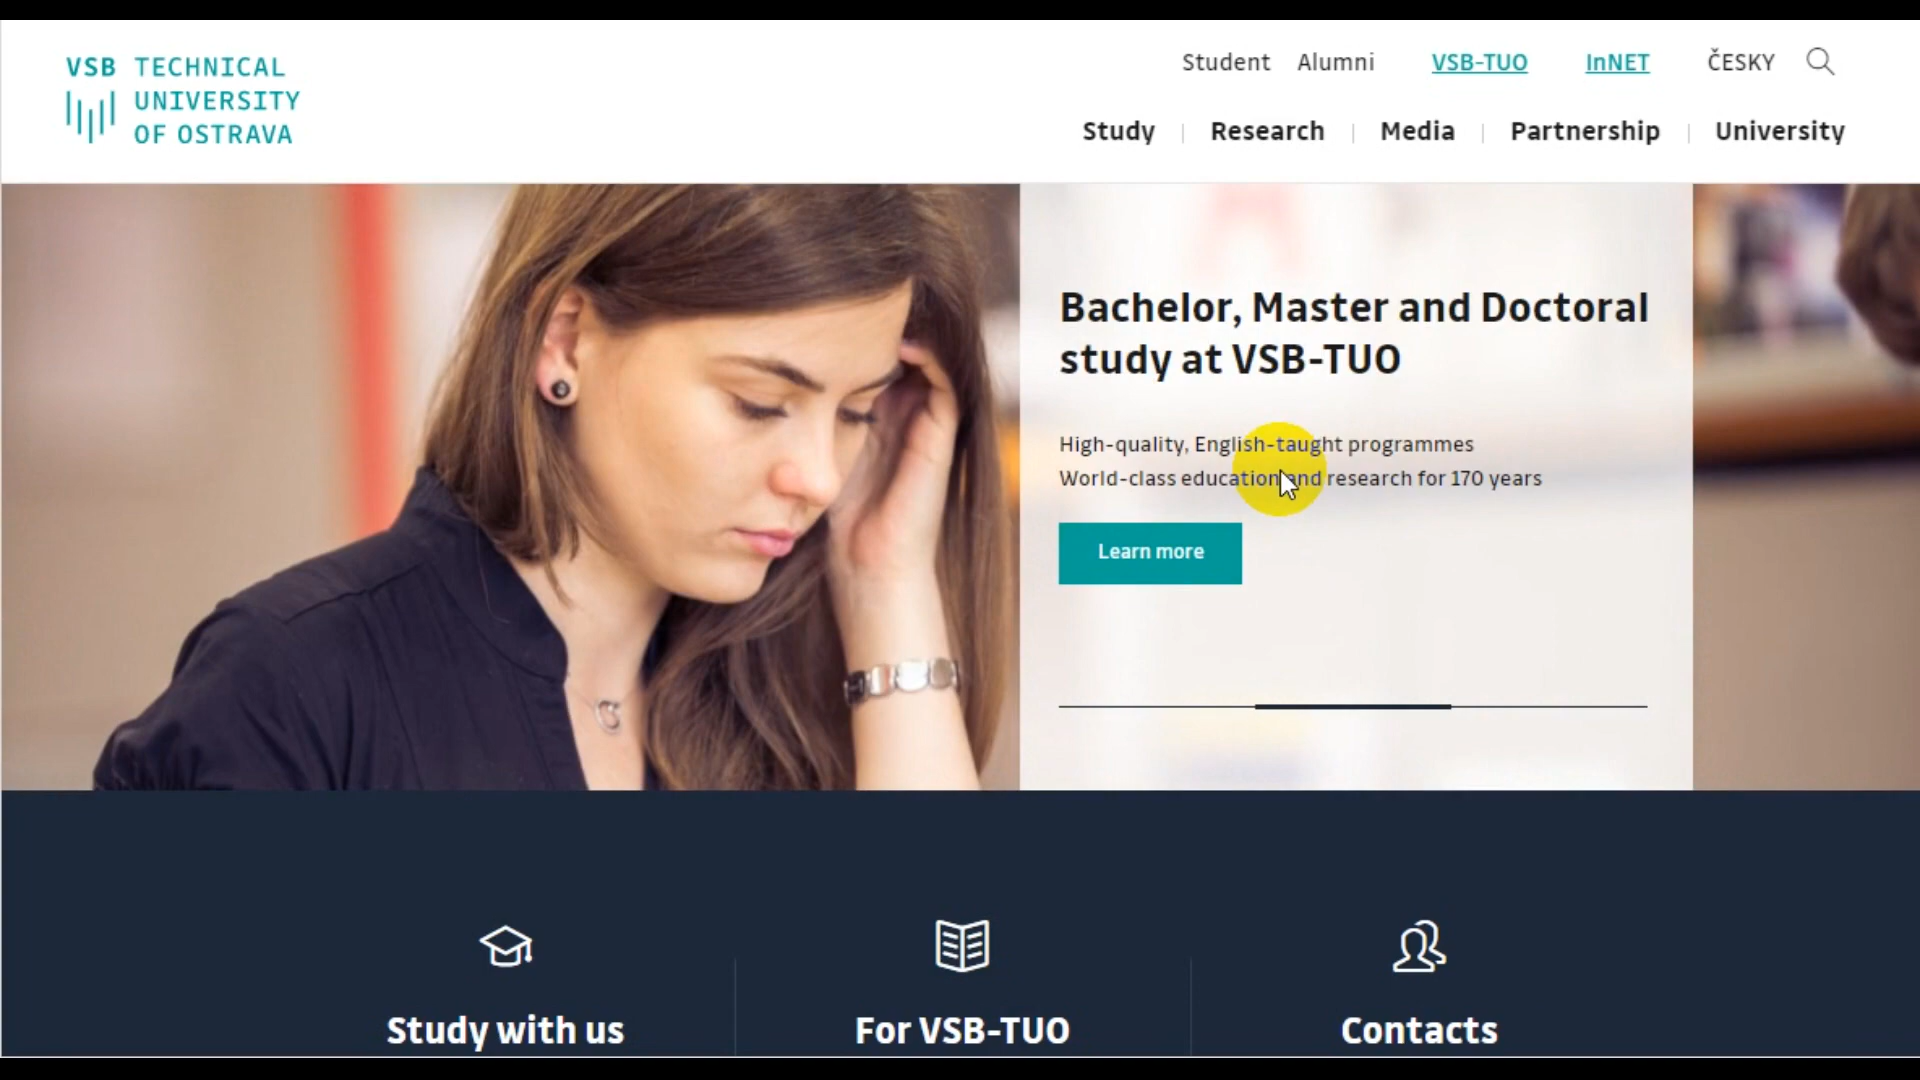 VSB TECHNICAL
UNIVERSITY
OF OSTRAVA
Student Alumni VSB-TUO InNET ČESKY
Study Research Media Partnership University
Bachelor, Master and Doctoral
study at VSB-TUO
High-quality, English-taught programmes
World-class education and research for 170 years
Learn more
Study with us For VSB-TUO Contacts